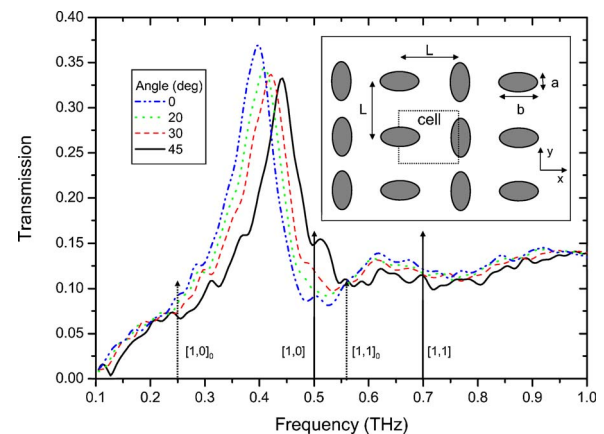 0.40
0.35
0.30
0.25
0.20
0.15
0.10
0.05
0.00
Transmission
Angle (deg)
0
20
30
45
L
L
cell
a
b
y
x
[1,0]₀
[1,0]
[1,1]₀
[1,1]
0.1 0.2 0.3 0.4 0.5 0.6 0.7 0.8 0.9 1.0
Frequency (THz)